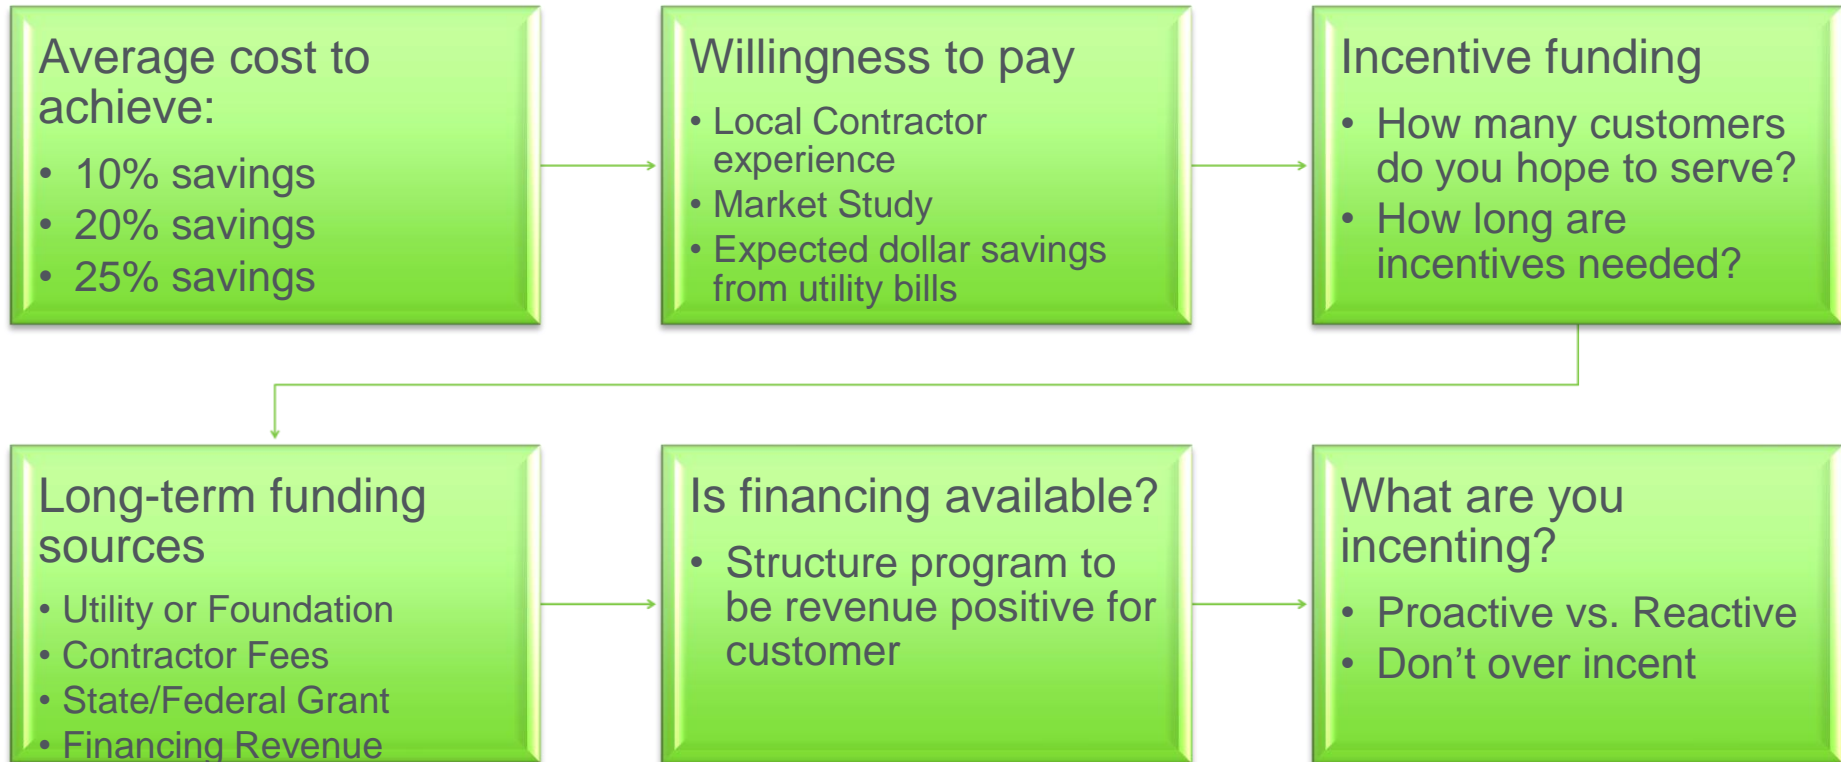 Average cost to
achieve:
• 10% savings
• 20% savings
• 25% savings
Willingness to pay
• Local Contractor
experience
• Market Study
• Expected dollar savings
from utility bills
Incentive funding
• How many customers
do you hope to serve?
• How long are
incentives needed?
Long-term funding
sources
• Utility or Foundation
• Contractor Fees
• State/Federal Grant
• Financing Revenue
Is financing available?
• Structure program to
be revenue positive for
customer
What are you
incenting?
• Proactive vs. Reactive
• Don’t over incent